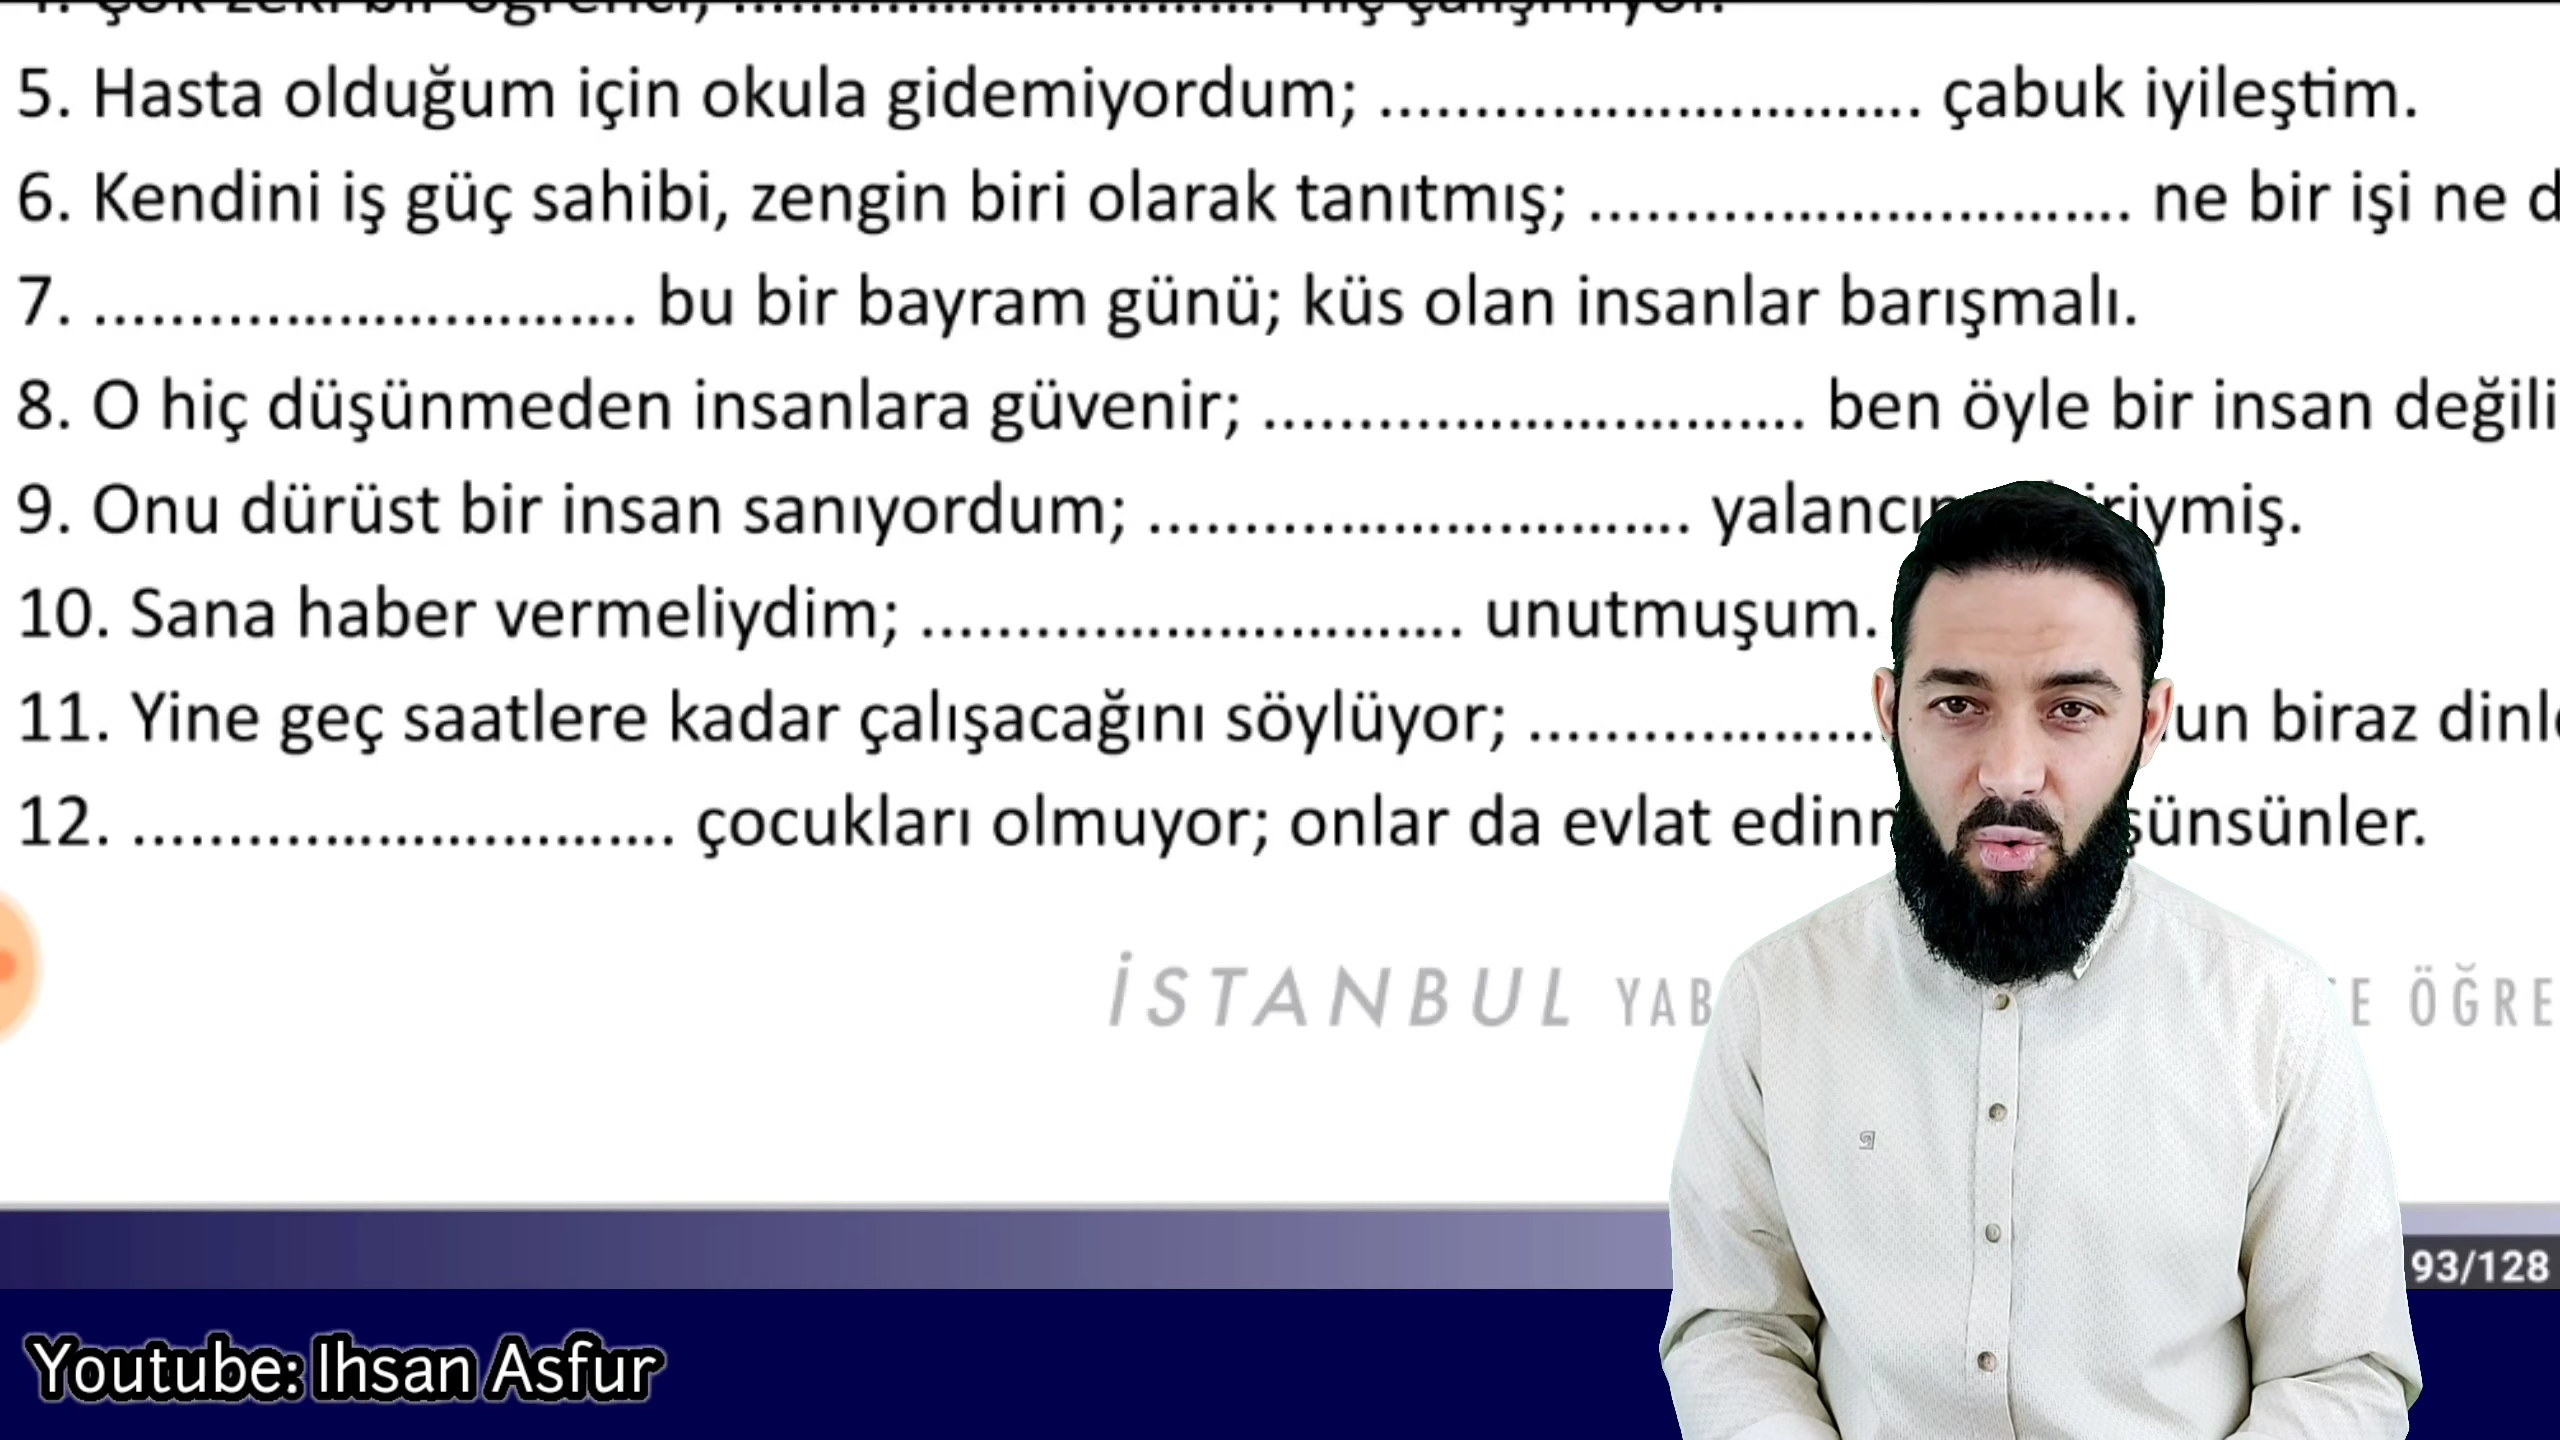 5. Hasta olduğum için okula gidemiyordum; ........................................ çabuk iyileştim.
6. Kendini iş güç sahibi, zengin biri olarak tanıtmış; ........................................ ne bir işi ne
7. ........................................ bu bir bayram günü; küs olan insanlar barışmalı.
8. O hiç düşünmeden insanlara güvenir; ........................................ ben öyle bir insan değili
9. Onu dürüst bir insan sanıyordum; ........................................ biriymiş.
10. Sana haber vermeliydim; ........................................ unutmuşum.
11. Yine geç saatlere kadar çalışacağını söylüyor; ........................ biraz
12. ........................................ çocukları olmuyor; onlar da evlat
İSTANBUL
93/128
Youtube: Ihsan Asfur